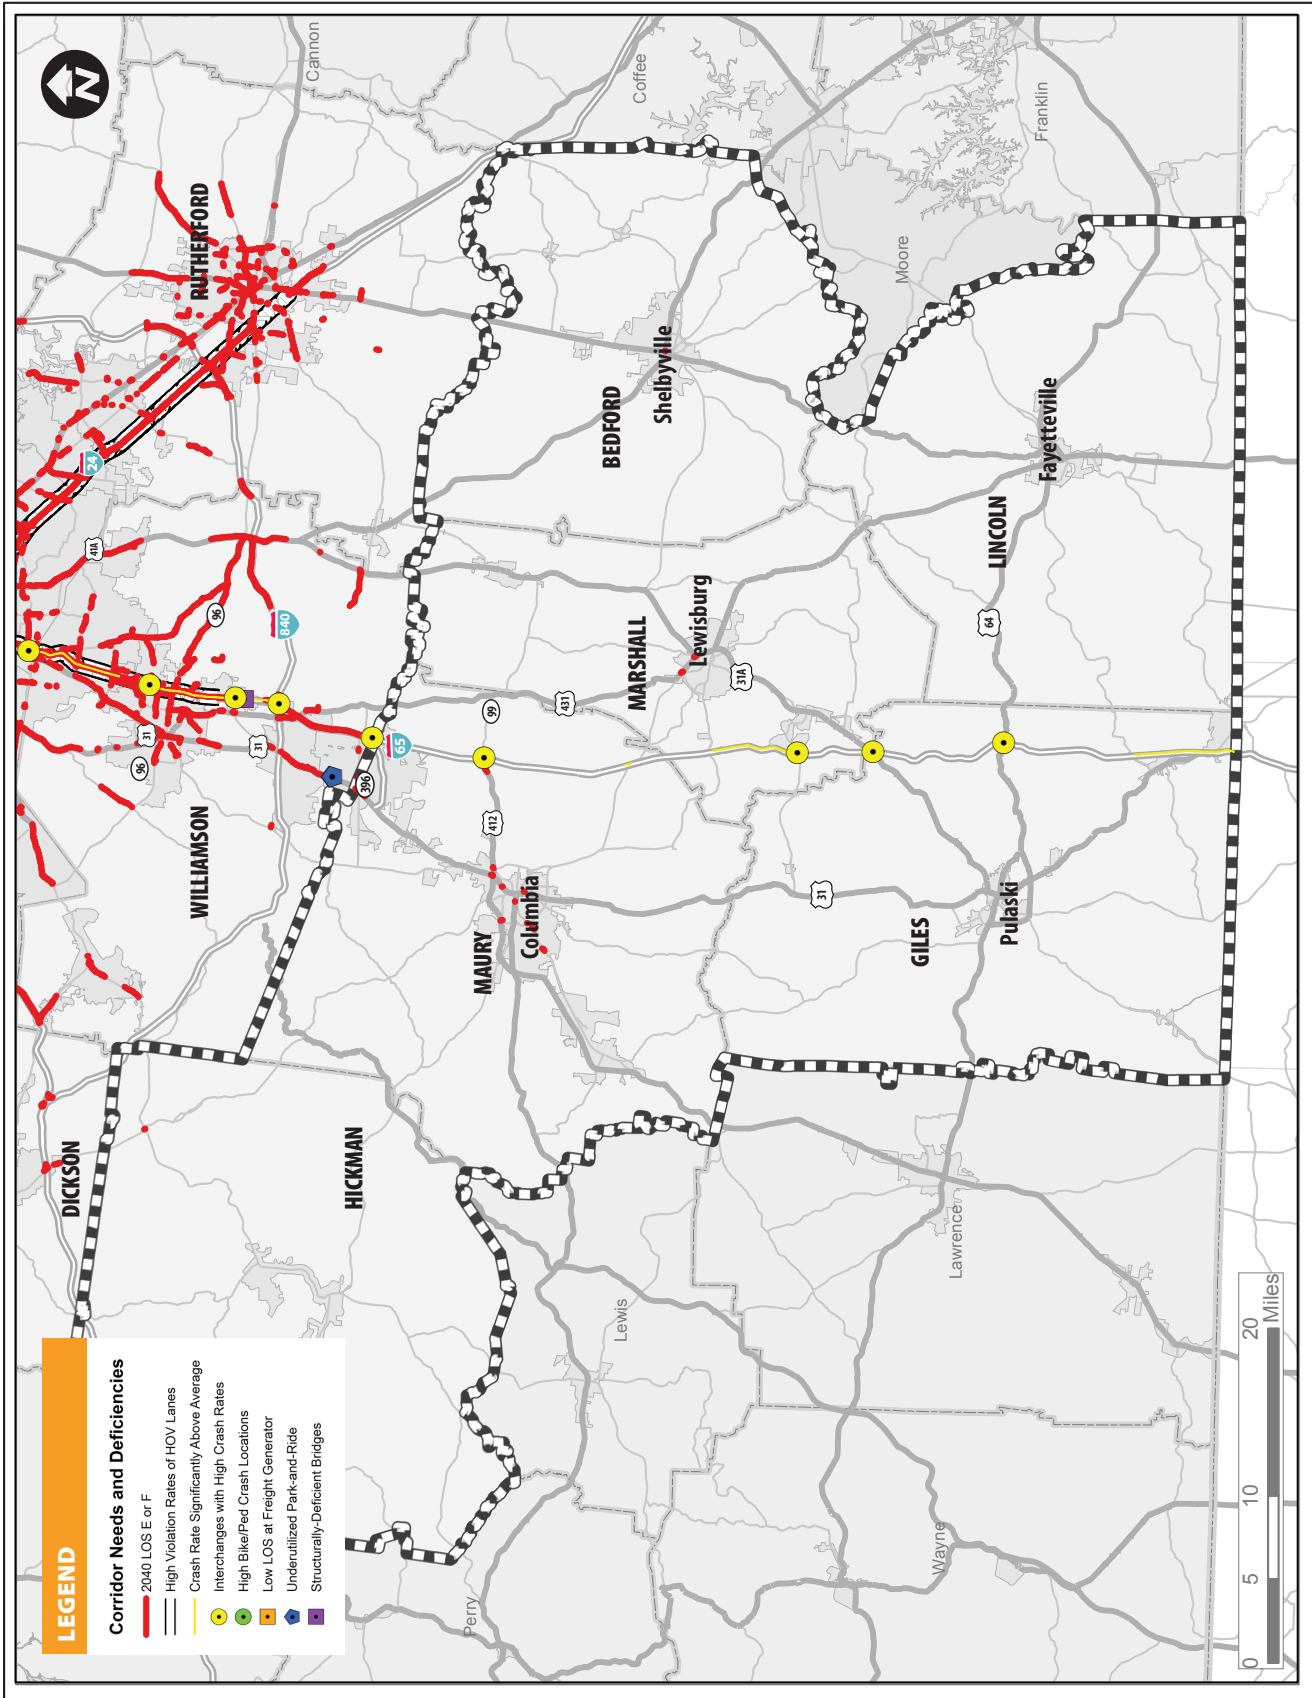 LEGEND
Corridor Needs and Deficiencies
2040 LOS E or F
High Violation Rates of HOV Lanes
Crash Rate Significantly Above Average
Interchanges with High Crash Rates
High Bike/Ped Crash Locations
Low LOS at Freight Generator
Underutilized Park-and-Ride
Structurally-Deficient Bridges
N
DICKSON
WILLIAMSON
RUTHERFORD
Cannon
HICKMAN
MAURY
Columbia
MARSHALL
Lewisburg
BEDFORD
Shelbyville
Coffee
Perry
Lewis
Wayne
Lawrence
GILES
Pulaski
LINCOLN
Fayetteville
Moore
Franklin
24
41A
96
840
31
96
31
65
396
99
412
431
31A
31
64
0
5
10
20
Miles